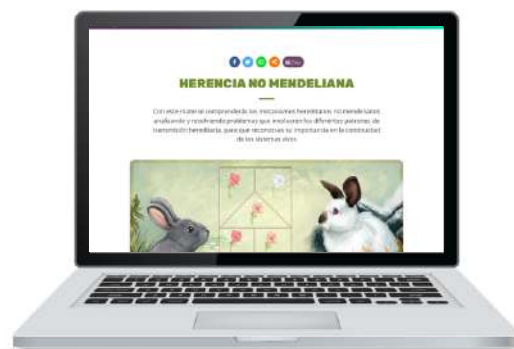 HERENCIA NO MENDELIANA
Con este material comprenderás los mecanismos hereditarios no mendelianos,
analizando y resolviendo problemas que involucren los diferentes patrones de
transmisión hereditaria, para que reconozcas su importancia en la continuidad
de los sistemas vivos.